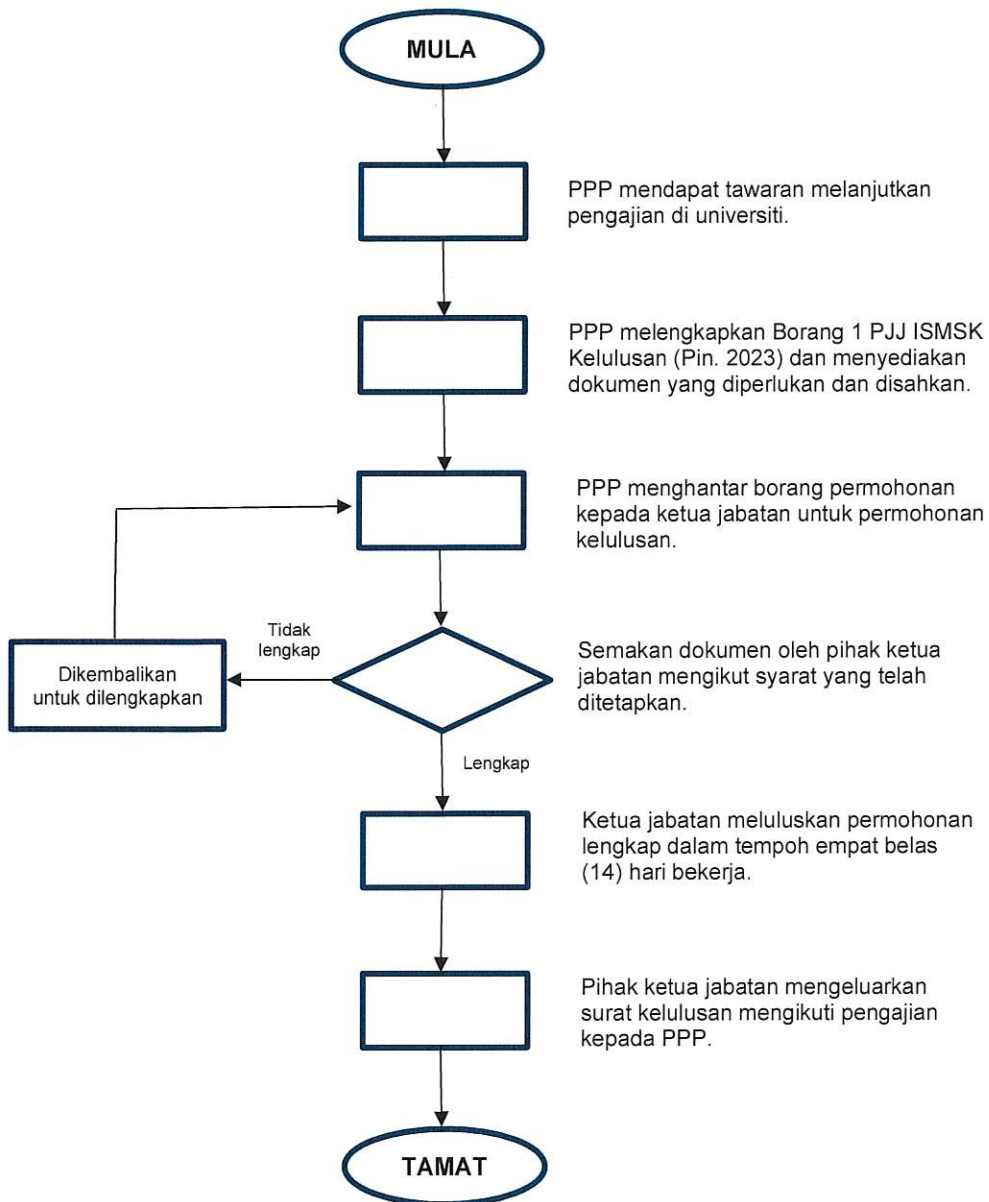 MULA
PPP mendapat tawaran melanjutkan
pengajian di universiti.
PPP melengkapkan Borang 1 PJJ ISMSK
Kelulusan (Pin. 2023) dan menyediakan
dokumen yang diperlukan dan disahkan.
PPP menghantar borang permohonan
kepada ketua jabatan untuk permohonan
kelulusan.
Tidak
lengkap
Dikembalikan
untuk dilengkapkan
Semakan dokumen oleh pihak ketua
jabatan mengikut syarat yang telah
ditetapkan.
Lengkap
Ketua jabatan meluluskan permohonan
lengkap dalam tempoh empat belas
(14) hari bekerja.
Pihak ketua jabatan mengeluarkan
surat kelulusan mengikuti pengajian
kepada PPP.
TAMAT